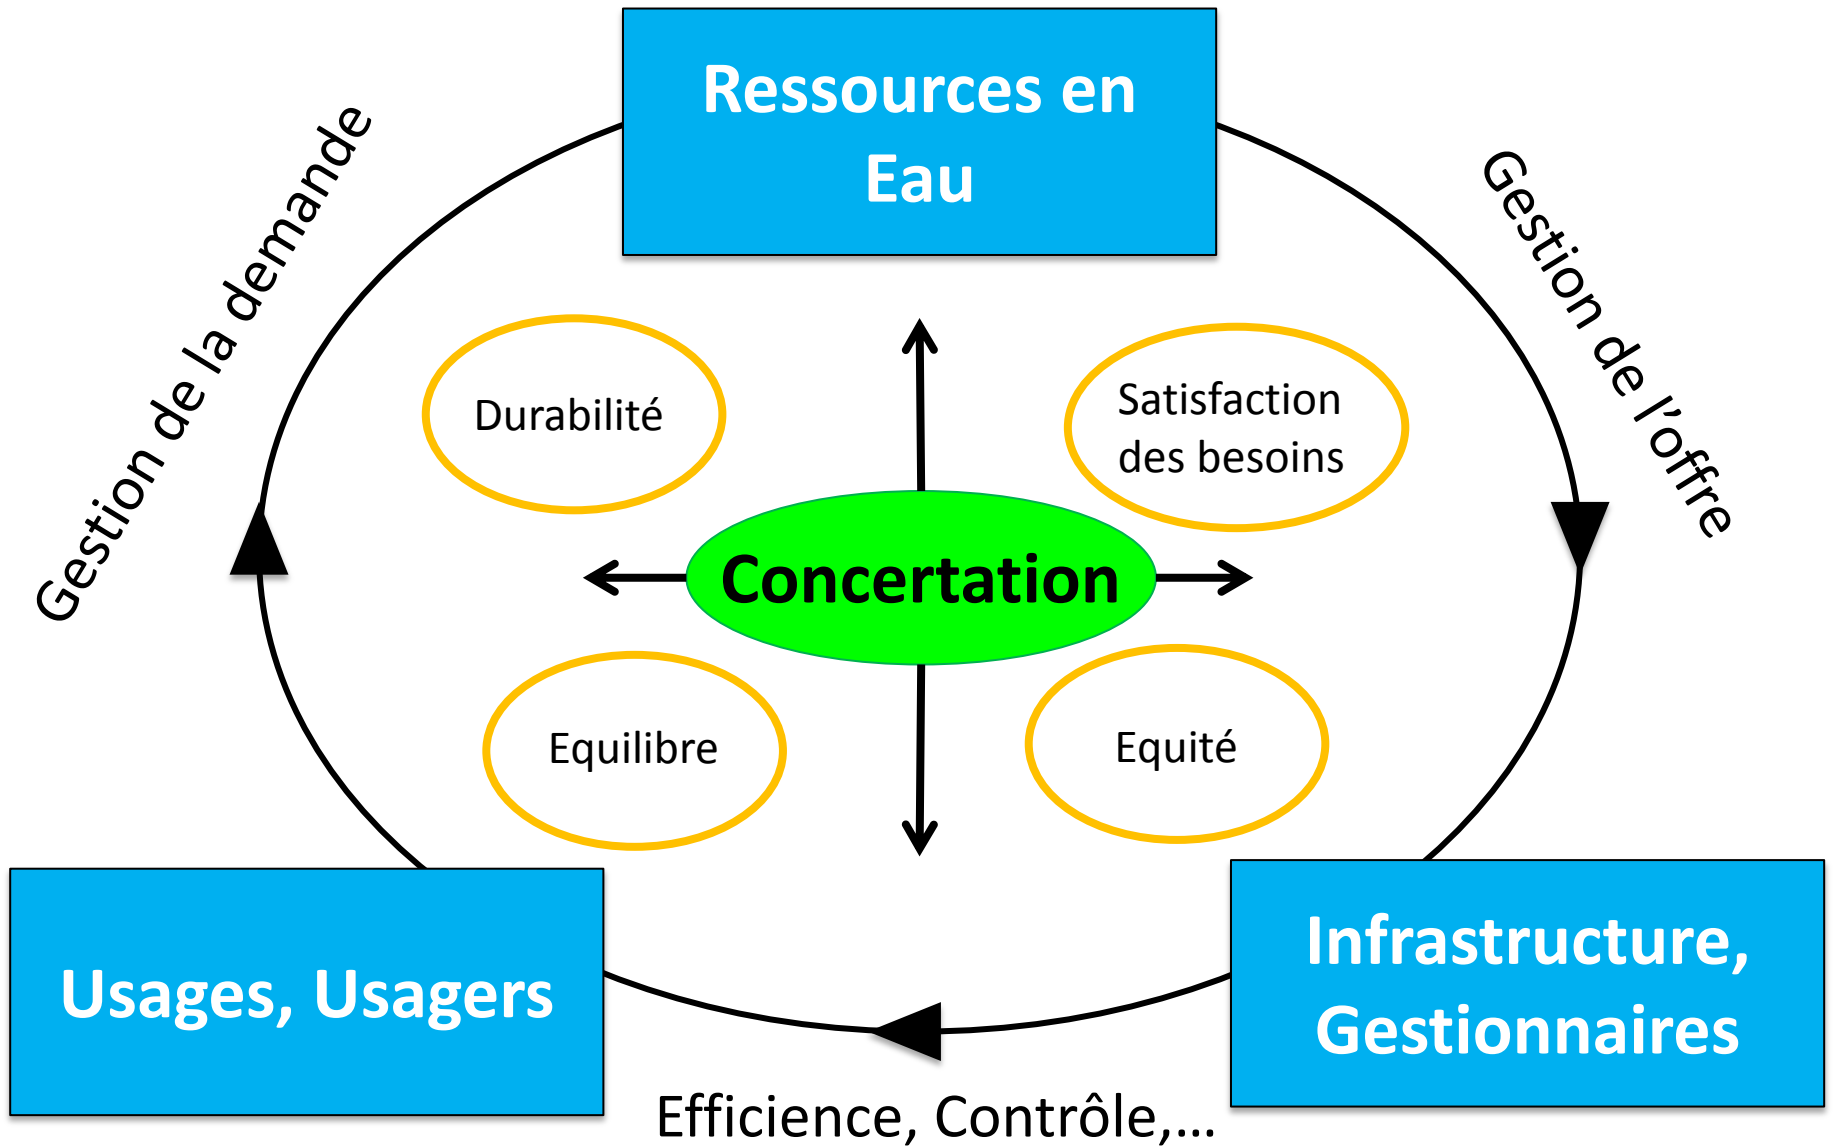 Ressources en
Eau
Gestion de la demande
Gestion de l’offre
Durabilité
Satisfaction
des besoins
Concertation
Equilibre
Equité
Usages, Usagers
Infrastructure,
Gestionnaires
Efficience, Contrôle,...